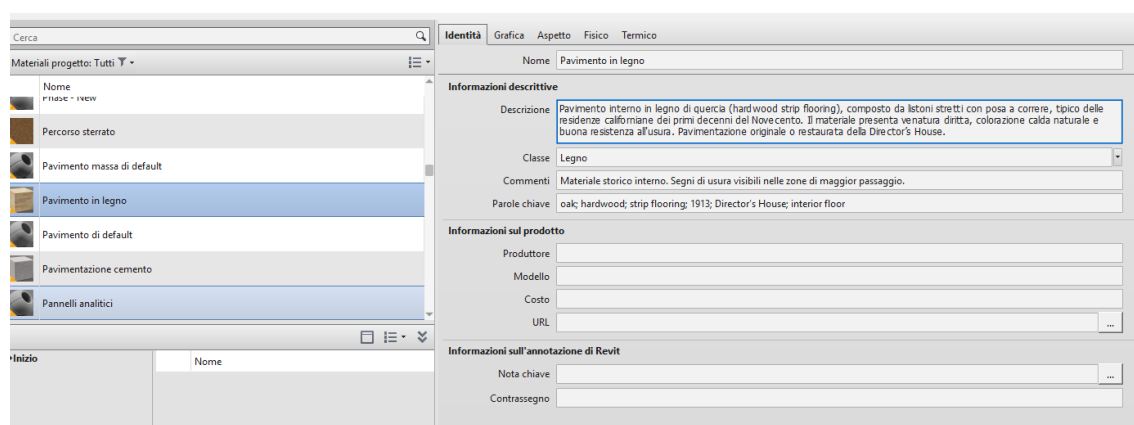 Cerca
Materiali progetto: Tutti
Nome
Phase - New
Percorso sterrato
Pavimento massa di default
Pavimento in legno
Pavimento di default
Pavimentazione cemento
Pannelli analitici
Inizio
Nome
Identità Grafica Aspetto Fisico Termico
Nome Pavimento in legno
Informazioni descrittive
Descrizione Pavimento interno in legno di quercia (hardwood strip flooring), composto da listoni stretti con posa a correre, tipico delle
residenze californiane dei primi decenni del Novecento. Il materiale presenta venatura diritta, colorazione calda naturale e
buona resistenza all'usura. Pavimentazione originale o restaurata della Director's House.
Classe Legno
Commenti Materiale storico interno. Segni di usura visibili nelle zone di maggior passaggio.
Parole chiave oak; hardwood; strip flooring; 1913; Director's House; interior floor
Informazioni sul prodotto
Produttore
Modello
Costo
URL ...
Informazioni sull'annotazione di Revit
Nota chiave ...
Contrassegno